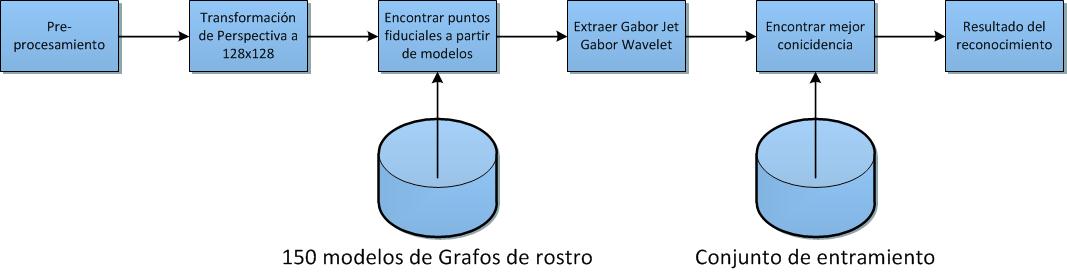 Pre-
procesamiento
Transformación
de Perspectiva a
128x128
Encontrar puntos
fiduciales a partir
de modelos
Extraer Gabor Jet
Gabor Wavelet
Encontrar mejor
conicidencia
Resultado del
reconocimiento
150 modelos de Grafos de rostro
Conjunto de entramiento